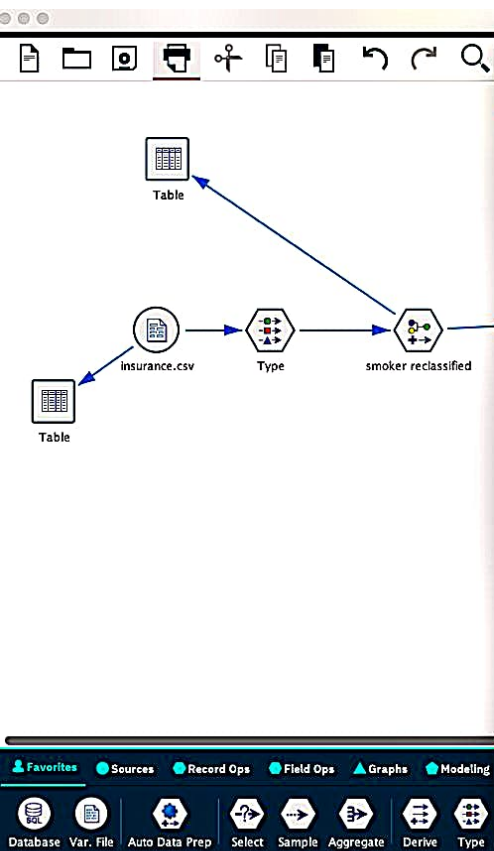 Table
insurance.csv
Type
smoker reclassified
Table
Favorites Sources Record Ops Field Ops Graphs Modeling
SQL
Database Var. File Auto Data Prep Select Sample Aggregate Derive Type